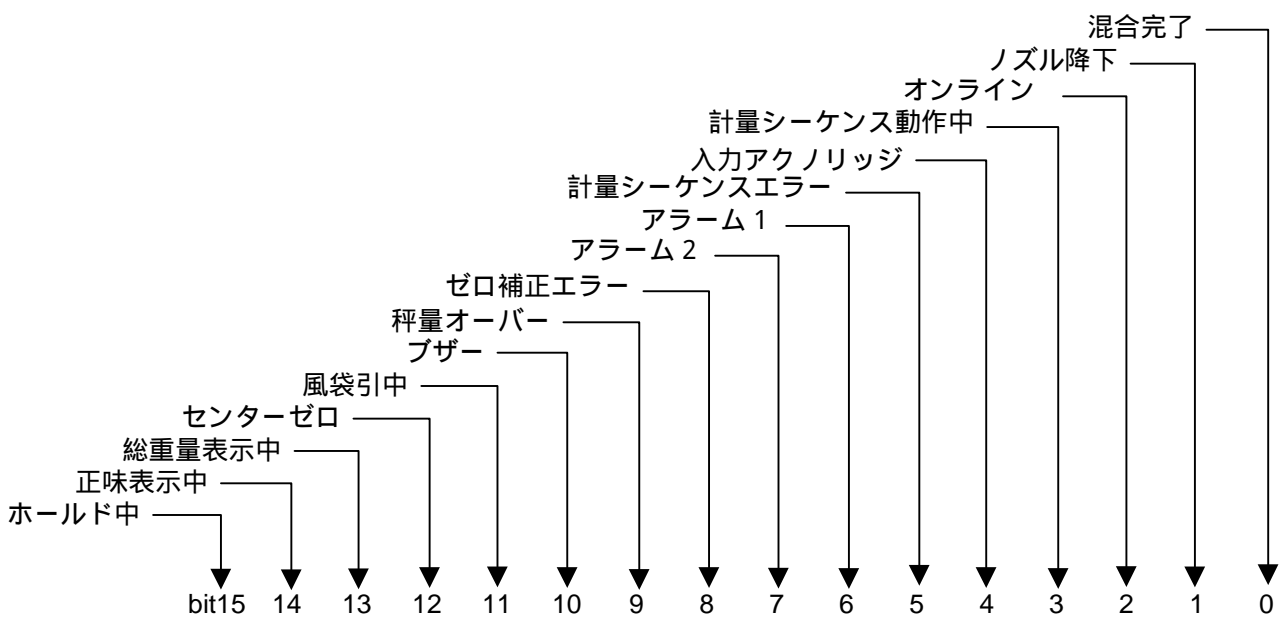 混合完了
ノズル降下
オンライン
計量シーケンス動作中
入力アクノリッジ
計量シーケンスエラー
アラーム 1
アラーム 2
ゼロ補正エラー
秤量オーバー
ブザー
風袋引中
センターゼロ
総重量表示中
正味表示中
ホールド中
bit15 14 13 12 11 10 9 8 7 6 5 4 3 2 1 0